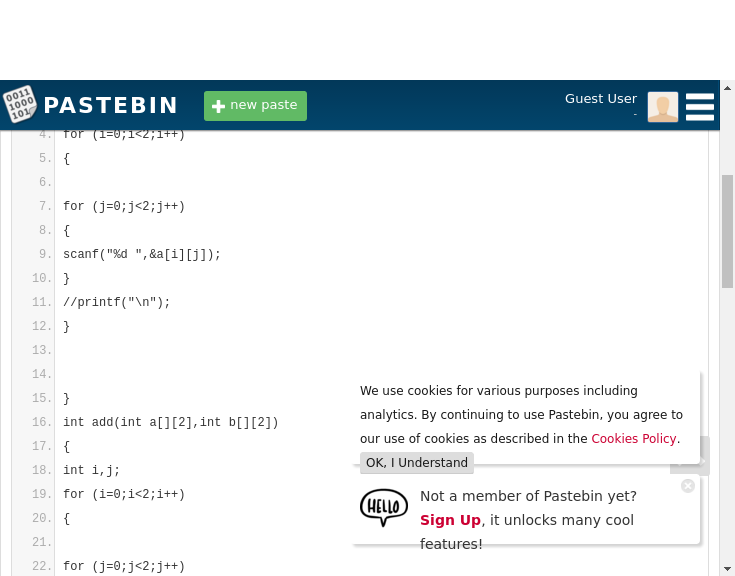 0011
1000
101
PASTEBIN
new paste
Guest User
-
4. for (i=0;i<2;i++)
5. {
6.
7. for (j=0;j<2;j++)
8. {
9. scanf("%d ",&a[i][j]);
10. }
11. //printf("\n");
12. }
13.
14.
15. }
16. int add(int a[][2],int b[][2])
17. {
18. int i,j;
19. for (i=0;i<2;i++)
20. {
21.
22. for (j=0;j<2;j++)
We use cookies for various purposes including
analytics. By continuing to use Pastebin, you agree to
our use of cookies as described in the Cookies Policy.
OK, I Understand
HELLO
Not a member of Pastebin yet?
Sign Up, it unlocks many cool
features!